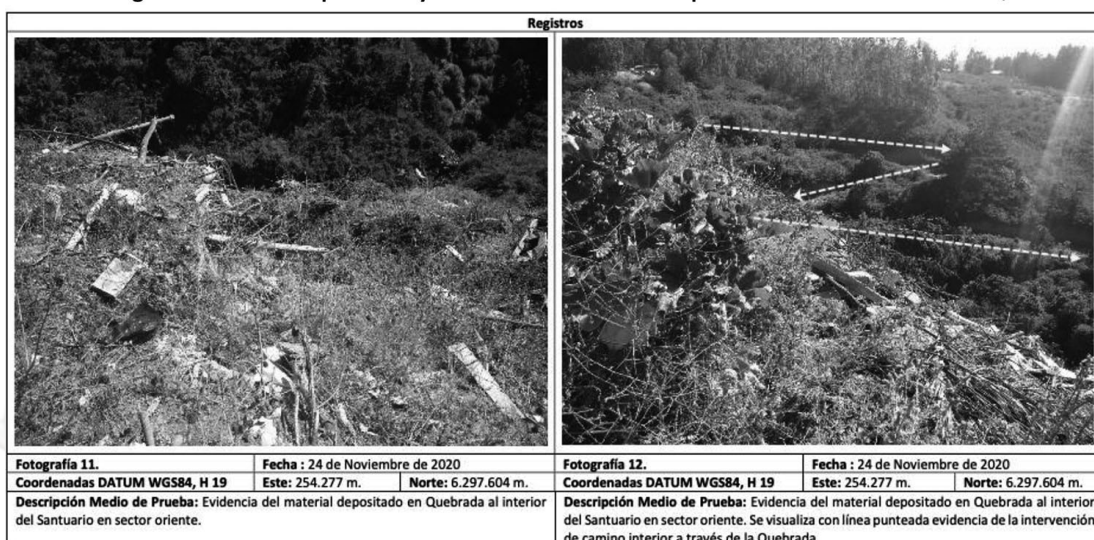 Registros
Fotografía 11.
Fecha : 24 de Noviembre de 2020
Coordenadas DATUM WGS84, H 19
Este: 254.277 m.
Norte: 6.297.604 m.
Descripción Medio de Prueba: Evidencia del material depositado en Quebrada al interior
del Santuario en sector oriente.
Fotografía 12.
Fecha : 24 de Noviembre de 2020
Coordenadas DATUM WGS84, H 19
Este: 254.277 m.
Norte: 6.297.604 m.
Descripción Medio de Prueba: Evidencia del material depositado en Quebrada al interior
del Santuario en sector oriente. Se visualiza con línea punteada evidencia de la intervención
de camino interior a través de la Quebrada